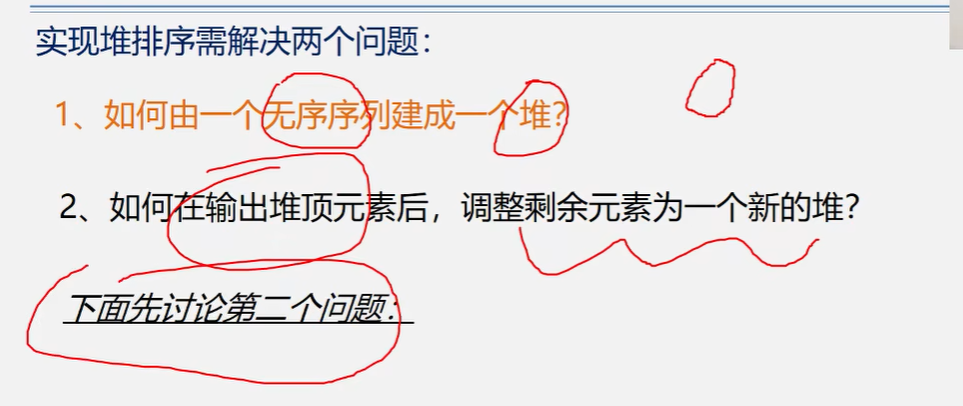 实现堆排序需解决两个问题：
1、如何由一个无序序列建成一个堆？
2、如何在输出堆顶元素后，调整剩余元素为一个新的堆？
下面先讨论第二个问题：